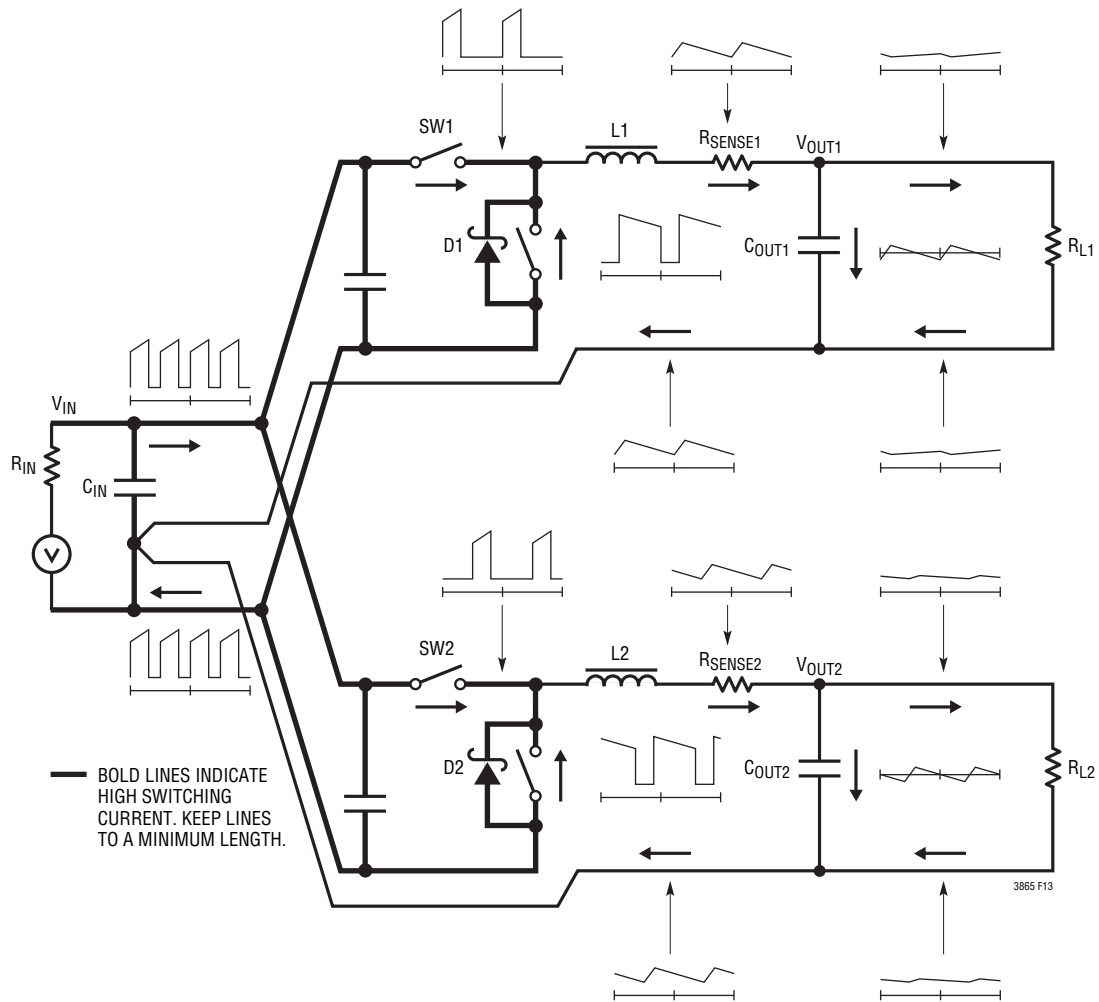 SW1
L1
RSENSE1
VOUT1
D1
COUT1
RL1
VIN
RIN
CIN
V
SW2
L2
RSENSE2
VOUT2
D2
COUT2
RL2
BOLD LINES INDICATE
HIGH SWITCHING
CURRENT. KEEP LINES
TO A MINIMUM LENGTH.
3865 F13